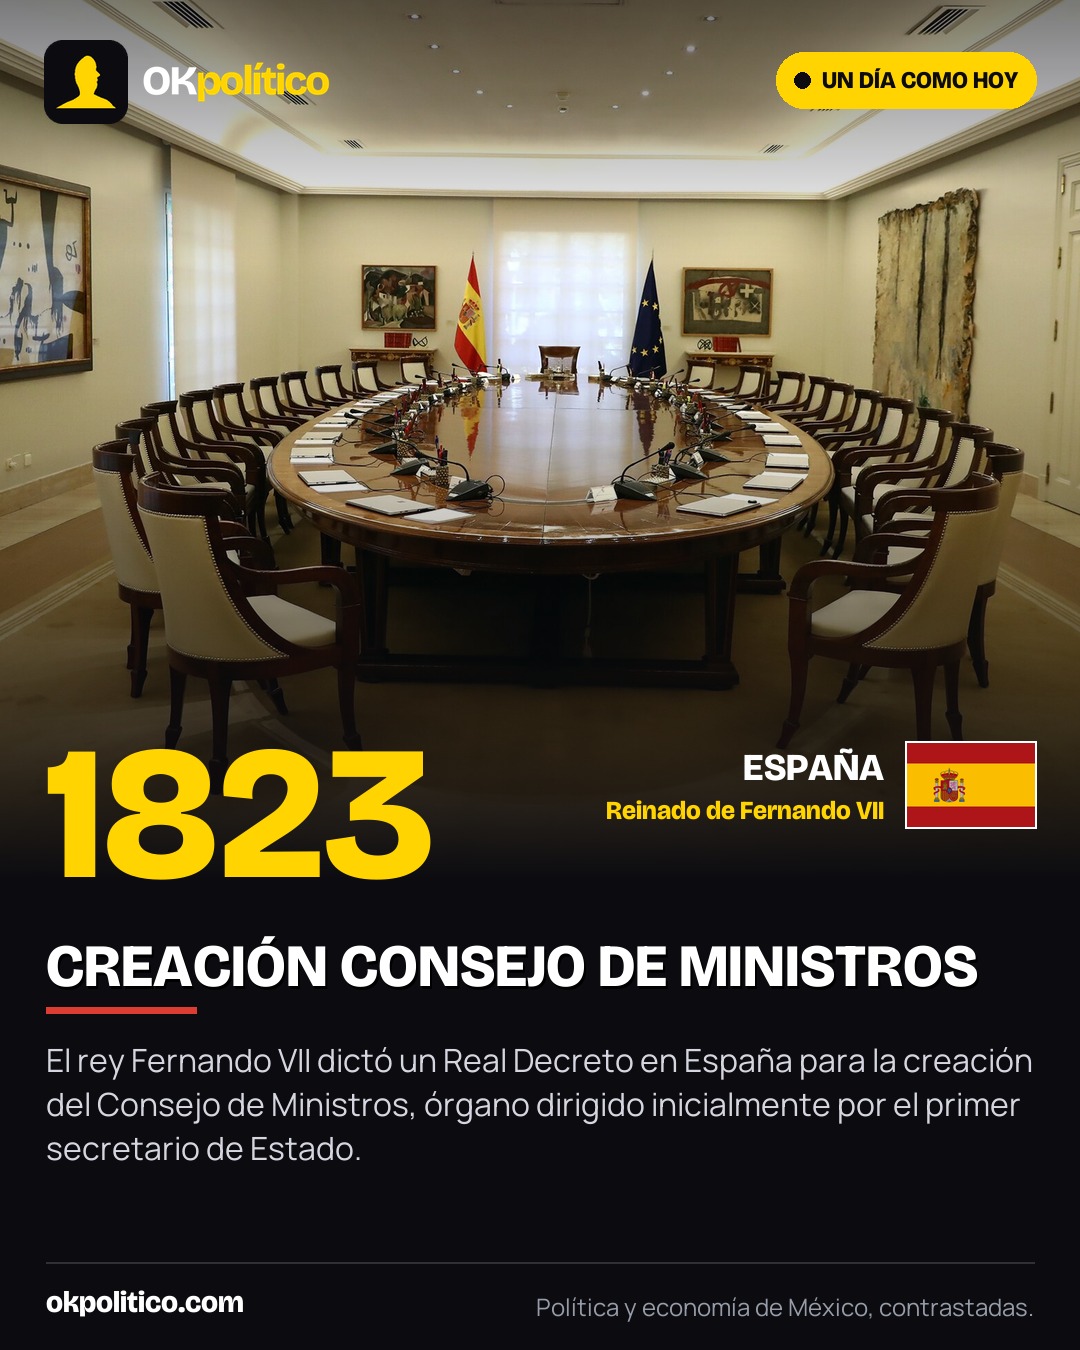 OKpolítico
UN DÍA COMO HOY
1823
ESPAÑA
Reinado de Fernando VII
CREACIÓN CONSEJO DE MINISTROS
El rey Fernando VII dictó un Real Decreto en España para la creación
del Consejo de Ministros, órgano dirigido inicialmente por el primer
secretario de Estado.
okpolitico.com
Política y economía de México, contrastadas.